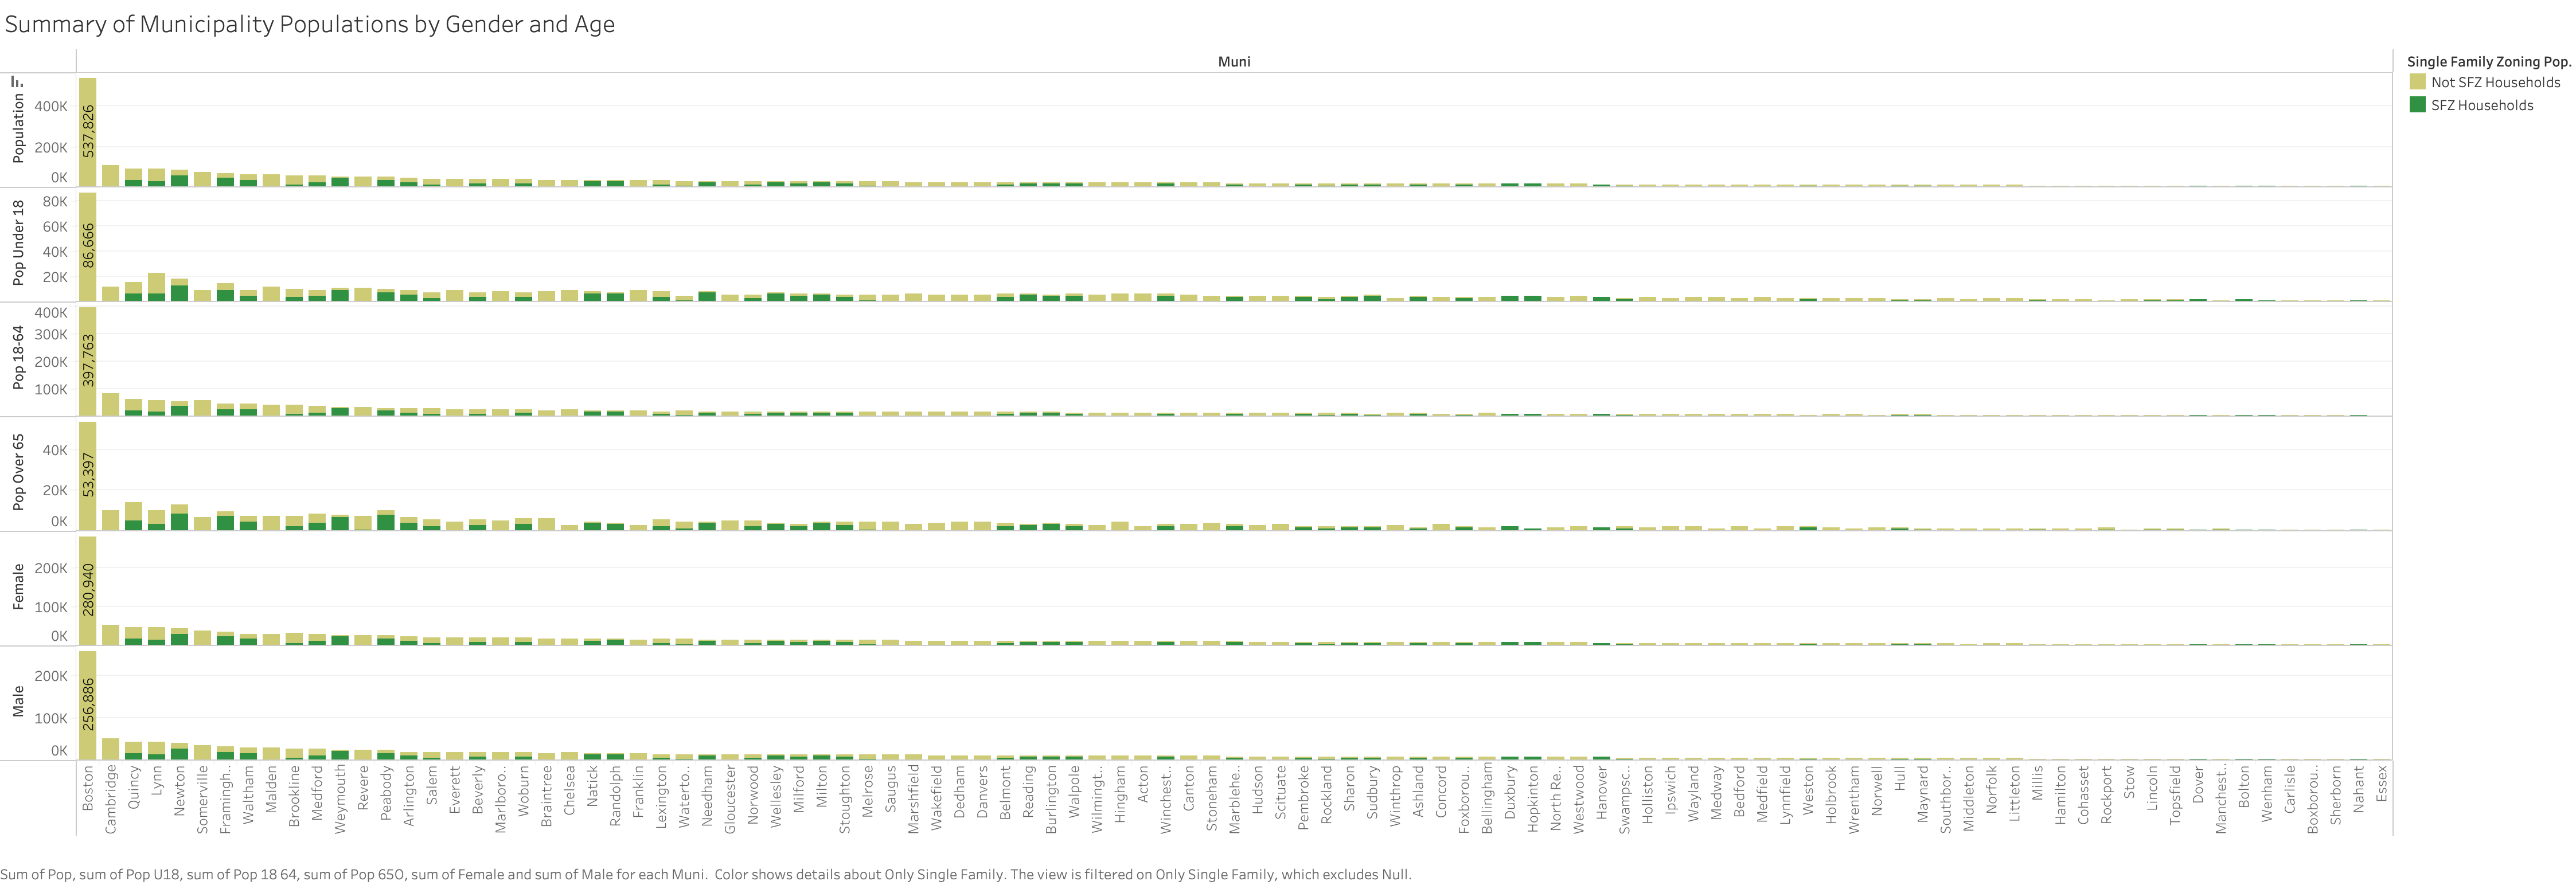 Summary of Municipality Populations by Gender and Age
Muni
Single Family Zoning Pop.
Not SFZ Households
SFZ Households
Population
400K
200K
0K
537,826
Pop Under 18
80K
60K
40K
20K
86,666
Pop 18-64
400K
300K
200K
100K
397,763
Pop Over 65
40K
20K
0K
53,397
Female
200K
100K
0K
280,940
Male
200K
100K
0K
256,886
Boston
Cambridge
Quincy
Lynn
Newton
Somerville
Framingh..
Waltham
Malden
Brookline
Medford
Weymouth
Revere
Peabody
Arlington
Salem
Everett
Beverly
Marlboro..
Woburn
Braintree
Chelsea
Natick
Randolph
Franklin
Lexington
Waterto..
Needham
Gloucester
Norwood
Wellesley
Milford
Milton
Stoughton
Melrose
Saugus
Marshfield
Wakefield
Dedham
Danvers
Belmont
Reading
Burlington
Walpole
Wilmingt..
Hingham
Acton
Winchest..
Canton
Stoneham
Marblehe..
Hudson
Scituate
Pembroke
Rockland
Sharon
Sudbury
Winthrop
Ashland
Concord
Foxborou..
Bellingham
Duxbury
Hopkinton
North Re..
Westwood
Hanover
Swampsc..
Holliston
Ipswich
Wayland
Medway
Bedford
Medfield
Lynnfield
Weston
Holbrook
Wrentham
Norwell
Hull
Maynard
Southbor..
Middleton
Norfolk
Littleton
Millis
Hamilton
Cohasset
Rockport
Stow
Lincoln
Topsfield
Dover
Manchest..
Bolton
Wenham
Carlisle
Boxborou..
Sherborn
Nahant
Essex
Sum of Pop, sum of Pop U18, sum of Pop 18 64, sum of Pop 65O, sum of Female and sum of Male for each Muni.  Color shows details about Only Single Family. The view is filtered on Only Single Family, which excludes Null.